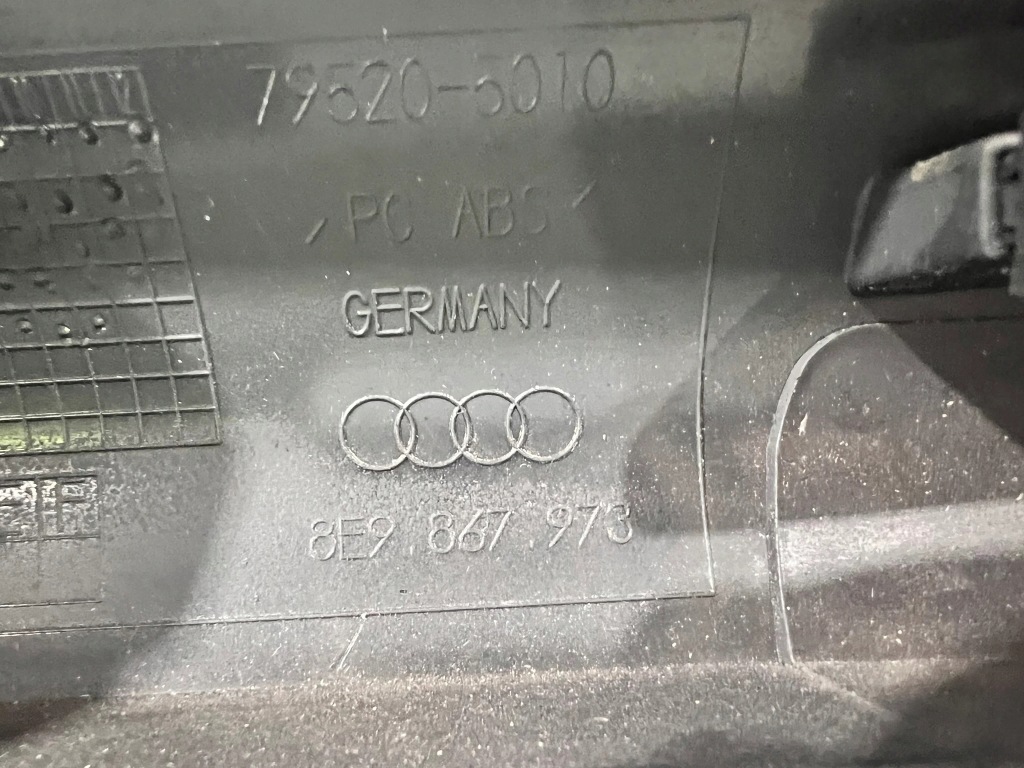 79520-5010
PC ABS
GERMANY
8E9.867.973